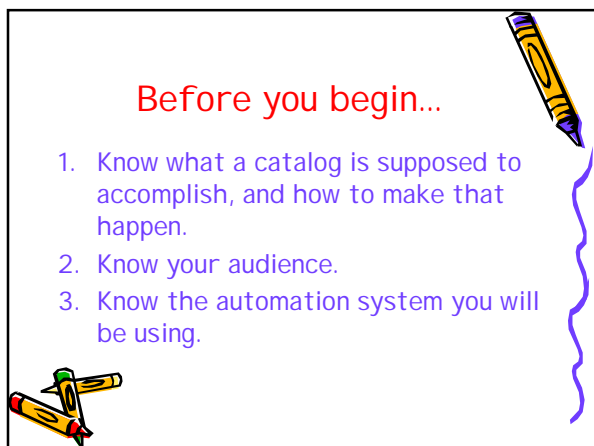 Before you begin...
1. Know what a catalog is supposed to
accomplish, and how to make that
happen.
2. Know your audience.
3. Know the automation system you will
be using.